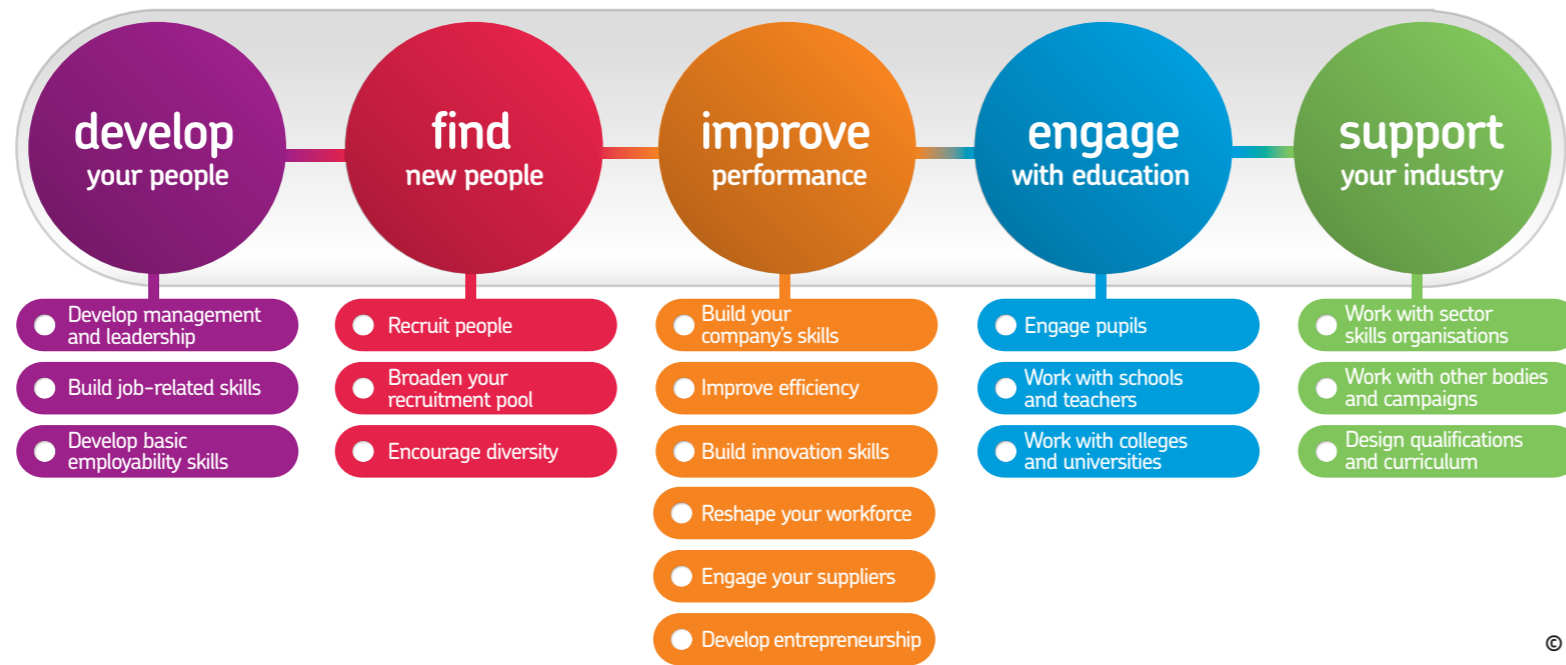 develop
your people
find
new people
improve
performance
engage
with education
support
your industry
Develop management
and leadership
Build job-related skills
Develop basic
employability skills
Recruit people
Broaden your
recruitment pool
Encourage diversity
Build your
company's skills
Improve efficiency
Build innovation skills
Reshape your workforce
Engage your suppliers
Develop entrepreneurship
Engage pupils
Work with schools
and teachers
Work with colleges
and universities
Work with sector
skills organisations
Work with other bodies
and campaigns
Design qualifications
and curriculum
©